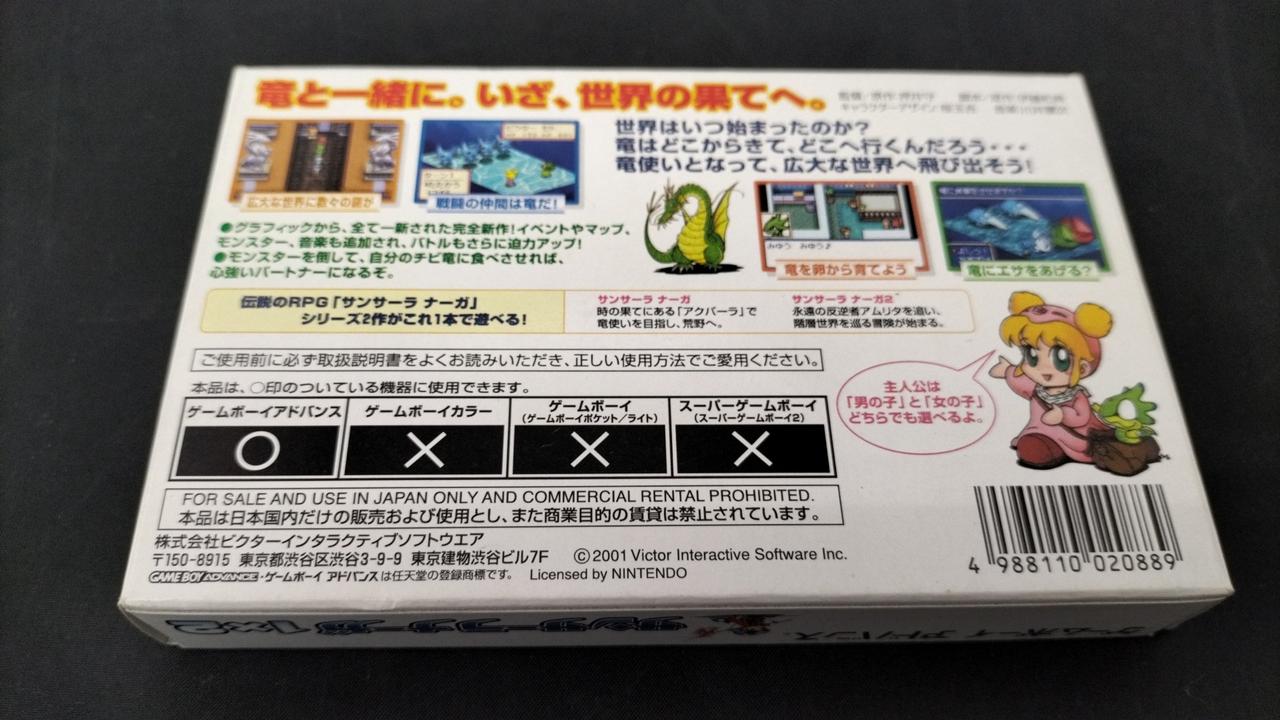 竜と一緒に。いざ、世界の果てへ。
世界はいつ始まったのか?
竜はどこからきて、どこへ行くんだろう・・・
竜使いとなって、広大な世界へ飛び出そう!
広大な世界に数々の謎が
戦闘の仲間は竜だ!
●グラフィックから、全て一新された完全新作!イベントやマップ、
モンスター、音楽も追加され、バトルもさらに迫力アップ!
●モンスターを倒して、自分のチビ竜に食べさせれば、
心強いパートナーになるぞ。
竜を卵から育てよう
竜にエサをあげる?
伝説のRPG「サンサーラ ナーガ」
シリーズ2作がこれ1本で遊べる!
サンサーラ ナーガ
時の果てにある「アクバーラ」で
竜使いを目指し、荒野へ。
サンサーラ ナーガ2
永遠の反逆者アムリタを追い、
階層世界を巡る冒険が始まる。
ご使用前に必ず取扱説明書をよくお読みいただき、正しい使用方法でご愛用ください。
本品は、○印のついている機器に使用できます。
ゲームボーイアドバンス ゲームボーイカラー ゲームボーイ スーパーゲームボーイ
(ゲームボーイポケット/ライト) (スーパーゲームボーイ2)
○ × × ×
主人公は
「男の子」と「女の子」
どちらでも選べるよ。
FOR SALE AND USE IN JAPAN ONLY AND COMMERCIAL RENTAL PROHIBITED.
本品は日本国内だけの販売および使用とし、また商業目的の賃貸は禁止されています。
株式会社ビクターインタラクティブソフトウエア
〒150-8915 東京都渋谷区渋谷3-9-9 東京建物渋谷ビル7F ©2001 Victor Interactive Software Inc.
GAME BOY ADVANCE・ゲームボーイ アドバンスは任天堂の登録商標です。 Licensed by NINTENDO
4 988110 020889
サンサーラナーガ 1×2
ゲームボーイ アドバンス